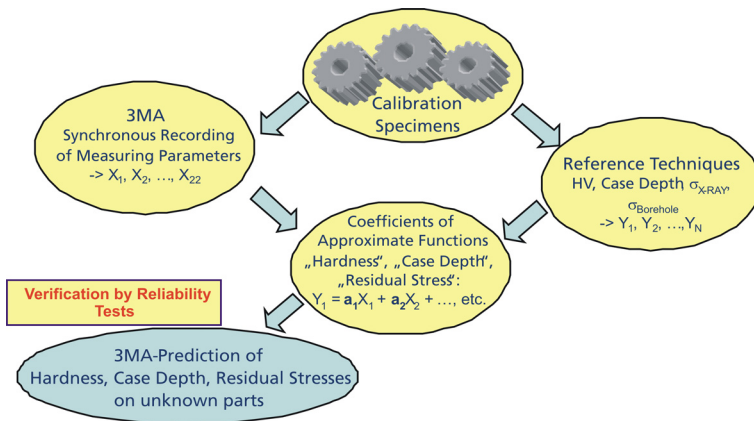 Calibration
Specimens
3MA
Synchronous Recording
of Measuring Parameters
-> X₁, X₂, ..., X₂₂
Reference Techniques
HV, Case Depth, σX-RAY,
σBorehole
-> Y₁, Y₂, ...,YN
Coefficients of
Approximate Functions
„Hardness“, „Case Depth“,
„Residual Stress“:
Y₁ = a₁X₁ + a₂X₂ + ..., etc.
Verification by Reliability
Tests
3MA-Prediction of
Hardness, Case Depth, Residual Stresses
on unknown parts